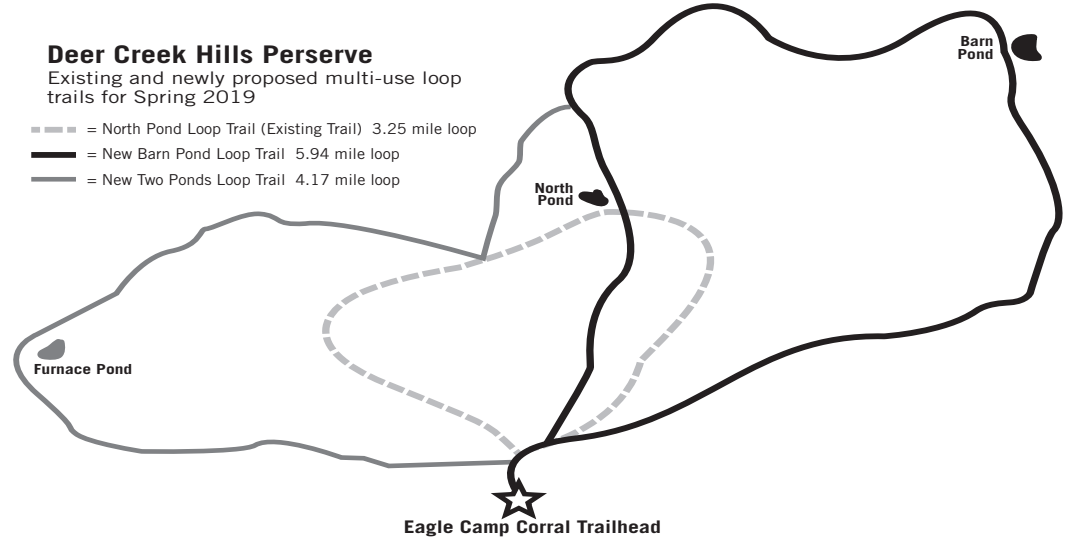 Deer Creek Hills Perserve
Existing and newly proposed multi-use loop
trails for Spring 2019
= North Pond Loop Trail (Existing Trail)  3.25 mile loop
= New Barn Pond Loop Trail  5.94 mile loop
= New Two Ponds Loop Trail  4.17 mile loop
Barn
Pond
North
Pond
Furnace Pond
Eagle Camp Corral Trailhead